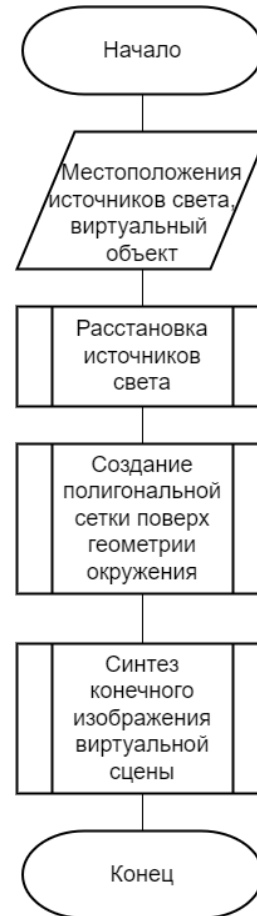 Начало
Местоположения
источников света,
виртуальный
объект
Расстановка
источников
света
Создание
полигональной
сетки поверх
геометрии
окружения
Синтез
конечного
изображения
виртуальной
сцены
Конец